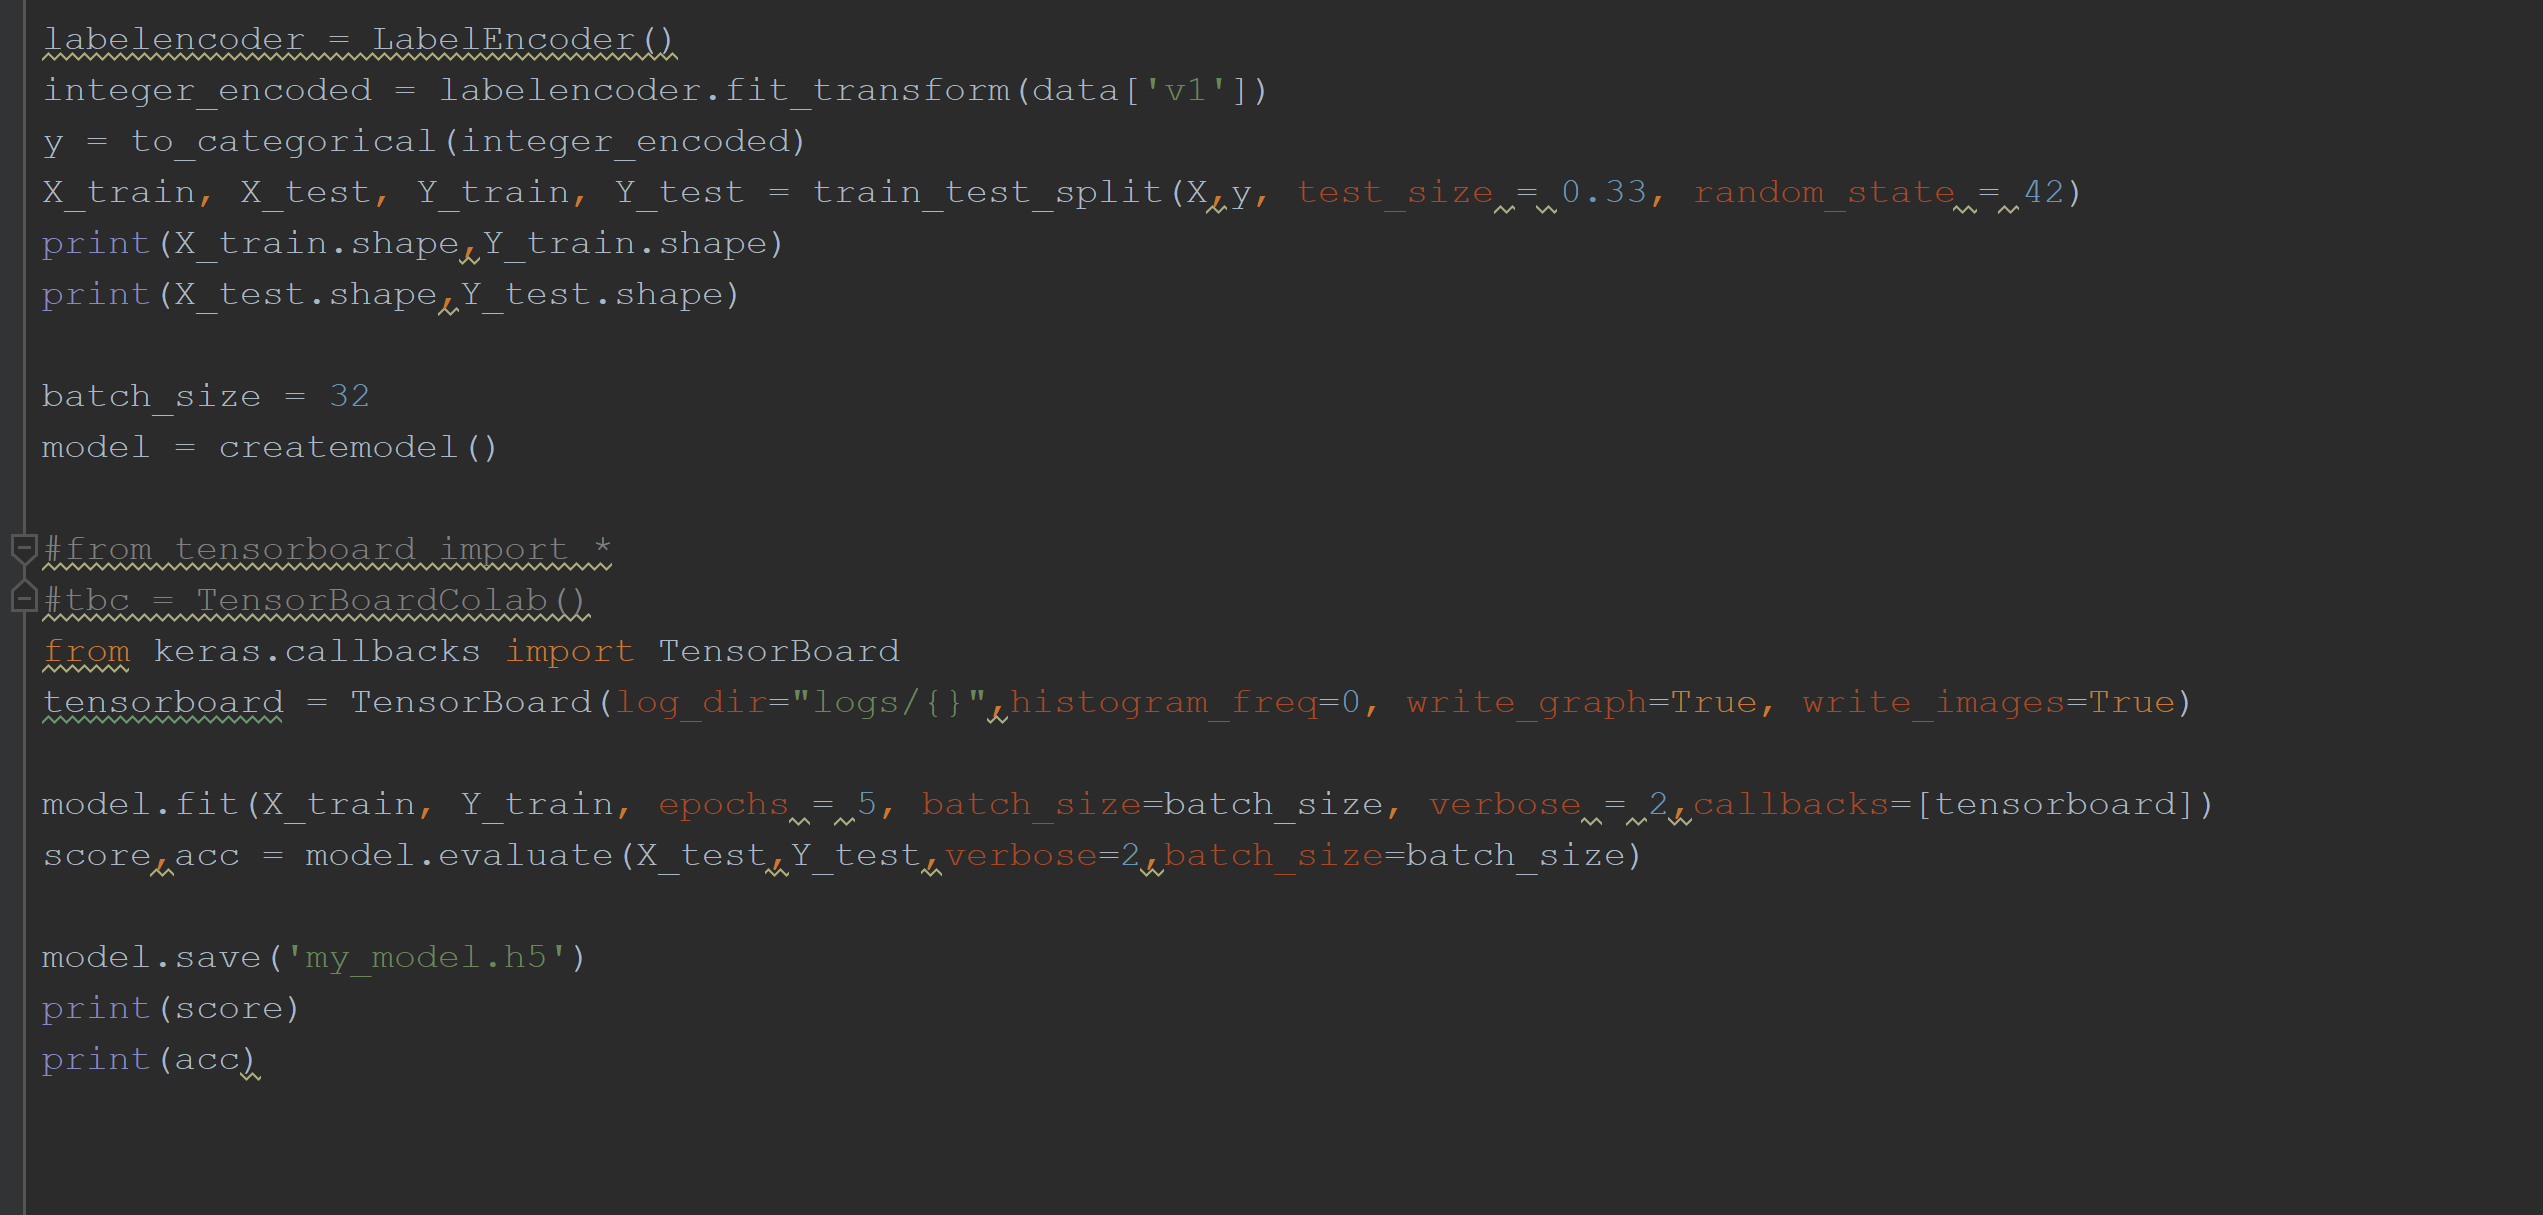 labelencoder = LabelEncoder()
integer_encoded = labelencoder.fit_transform(data['v1'])
y = to_categorical(integer_encoded)
X_train, X_test, Y_train, Y_test = train_test_split(X,y, test_size = 0.33, random_state = 42)
print(X_train.shape,Y_train.shape)
print(X_test.shape,Y_test.shape)
batch_size = 32
model = createmodel()
#from tensorboard import *
#tbc = TensorBoardColab()
from keras.callbacks import TensorBoard
tensorboard = TensorBoard(log_dir="logs/{}",histogram_freq=0, write_graph=True, write_images=True)
model.fit(X_train, Y_train, epochs = 5, batch_size=batch_size, verbose = 2,callbacks=[tensorboard])
score,acc = model.evaluate(X_test,Y_test,verbose=2,batch_size=batch_size)
model.save('my_model.h5')
print(score)
print(acc)